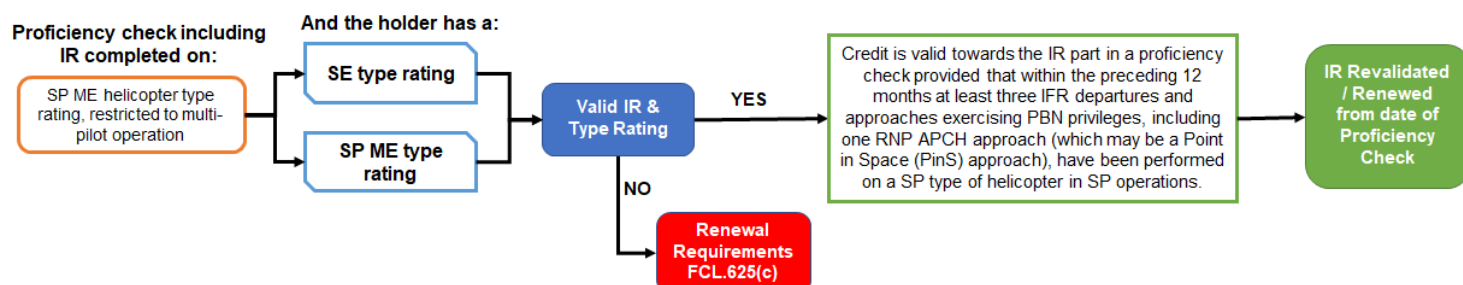 Proficiency check including
IR completed on:
SP ME helicopter type
rating, restricted to multi-
pilot operation
And the holder has a:
SE type rating
SP ME type
rating
Valid IR &
Type Rating
YES
NO
Renewal
Requirements
FCL.625(c)
Credit is valid towards the IR part in a proficiency
check provided that within the preceding 12
months at least three IFR departures and
approaches exercising PBN privileges, including
one RNP APCH approach (which may be a Point
in Space (PinS) approach), have been performed
on a SP type of helicopter in SP operations.
IR Revalidated
/ Renewed
from date of
Proficiency
Check